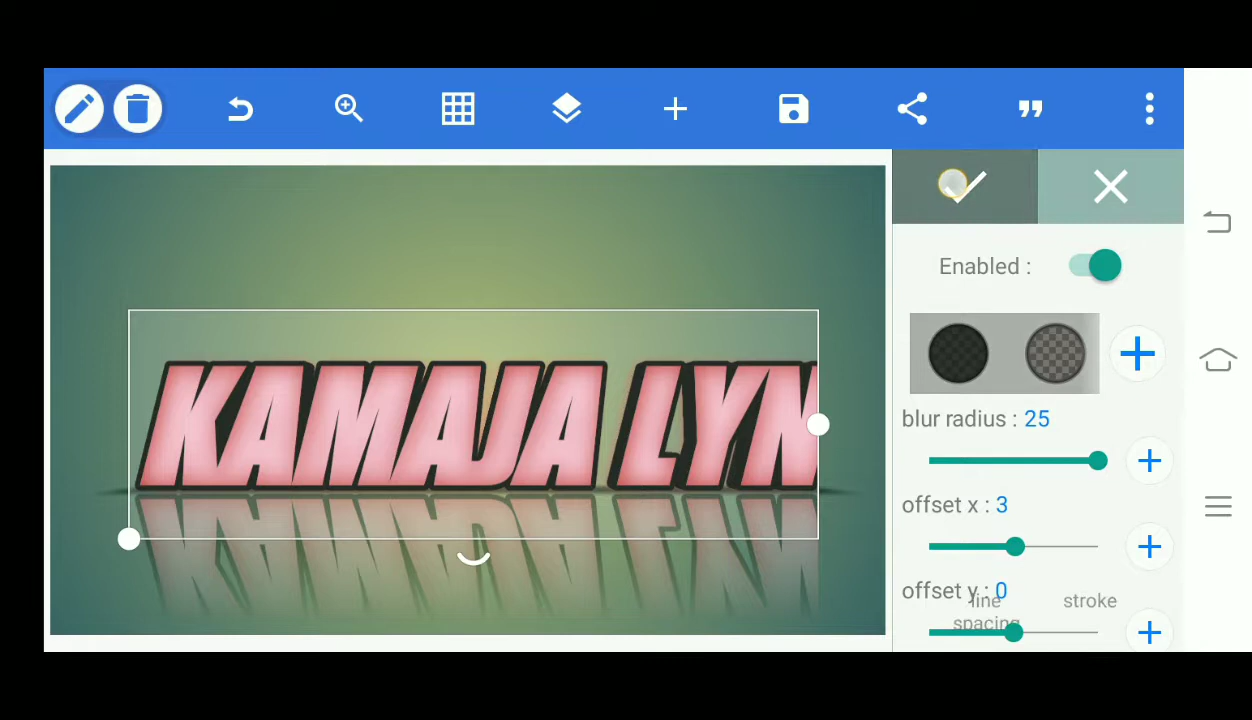 Enabled :
KAMAJA LYN
blur radius : 25
offset x : 3
offset y : 0
line spacing
stroke